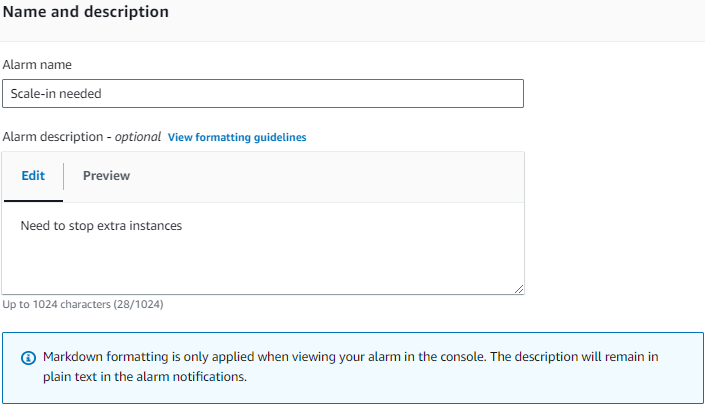 Name and description
Alarm name
Scale-in needed
Alarm description - optional View formatting guidelines
Edit Preview
Need to stop extra instances
Up to 1024 characters (28/1024)
Markdown formatting is only applied when viewing your alarm in the console. The description will remain in
plain text in the alarm notifications.